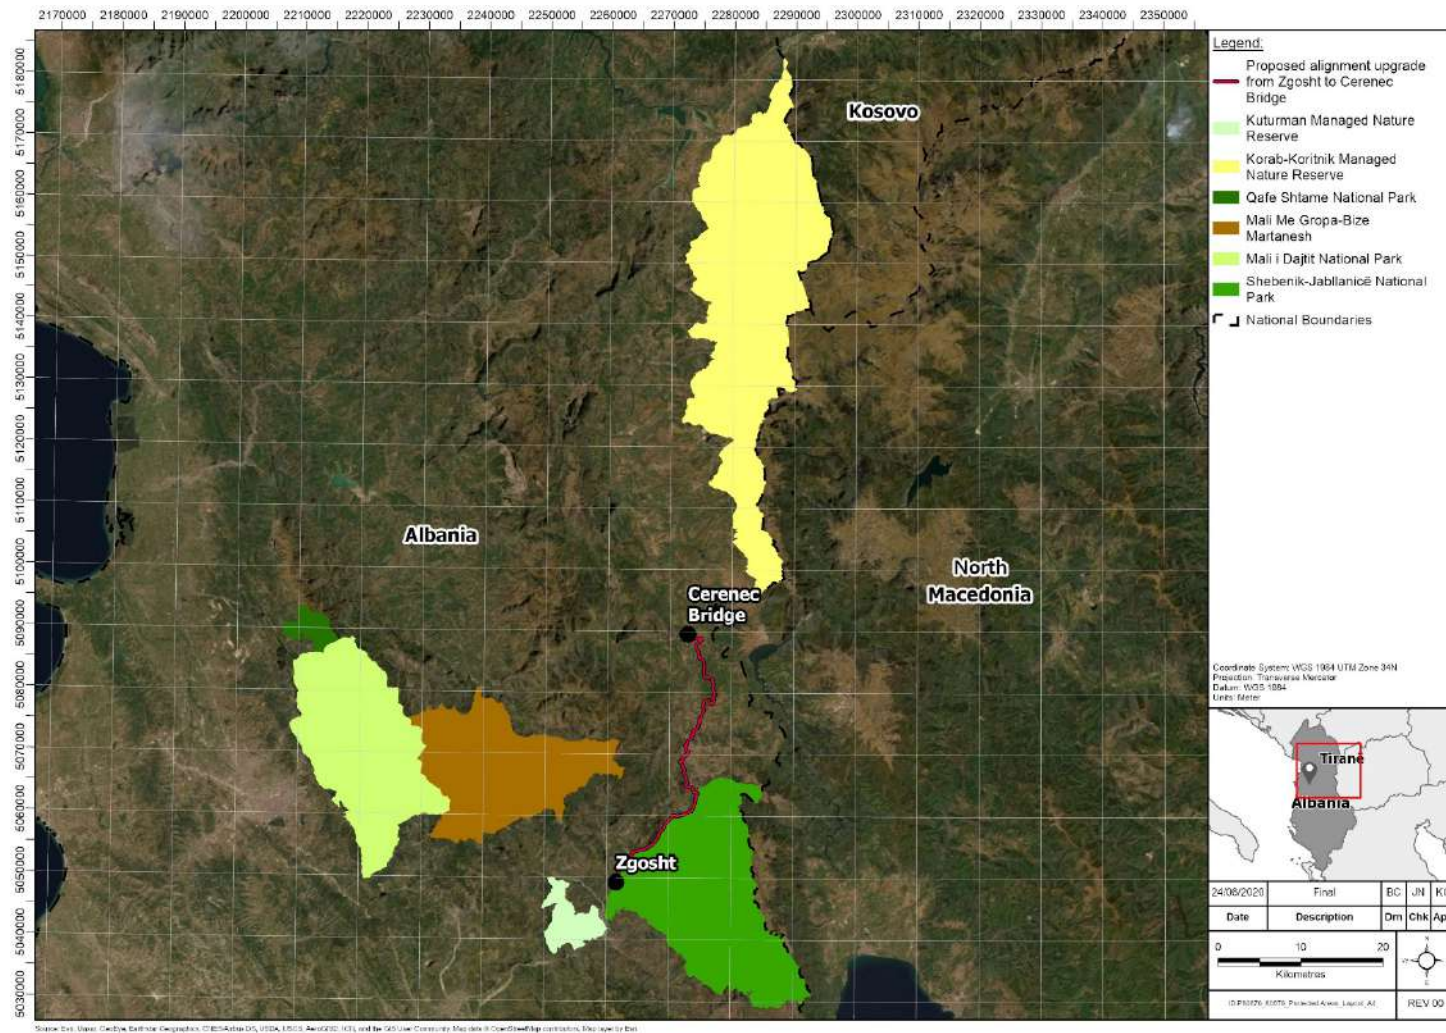 2170000 2180000 2190000 2200000 2210000 2220000 2230000 2240000 2250000 2260000 2270000 2280000 2290000 2300000 2310000 2320000 2330000 2340000 2350000
5180000
5170000
5160000
5150000
5140000
5130000
5120000
5110000
5100000
5090000
5080000
5070000
5060000
5050000
5040000
5030000
Kosovo
Albania
North
Macedonia
Cerenec
Bridge
Zgosht
Legend:
Proposed alignment upgrade
from Zgosht to Cerenec
Bridge
Kuturman Managed Nature
Reserve
Korab-Koritnik Managed
Nature Reserve
Qafe Shtame National Park
Mali Me Gropa-Bize
Martanesh
Mali i Dajtit National Park
Shebenik-Jabllanicë National
Park
National Boundaries
Coordinate System: WGS 1984 UTM Zone 34N
Projection: Transverse Mercator
Datum: WGS 1984
Units: Meter
Tiranë
Albania
24/06/2020 Final BC JN
Date Description Drn Chk
0 10 20
Kilometres
REV 00